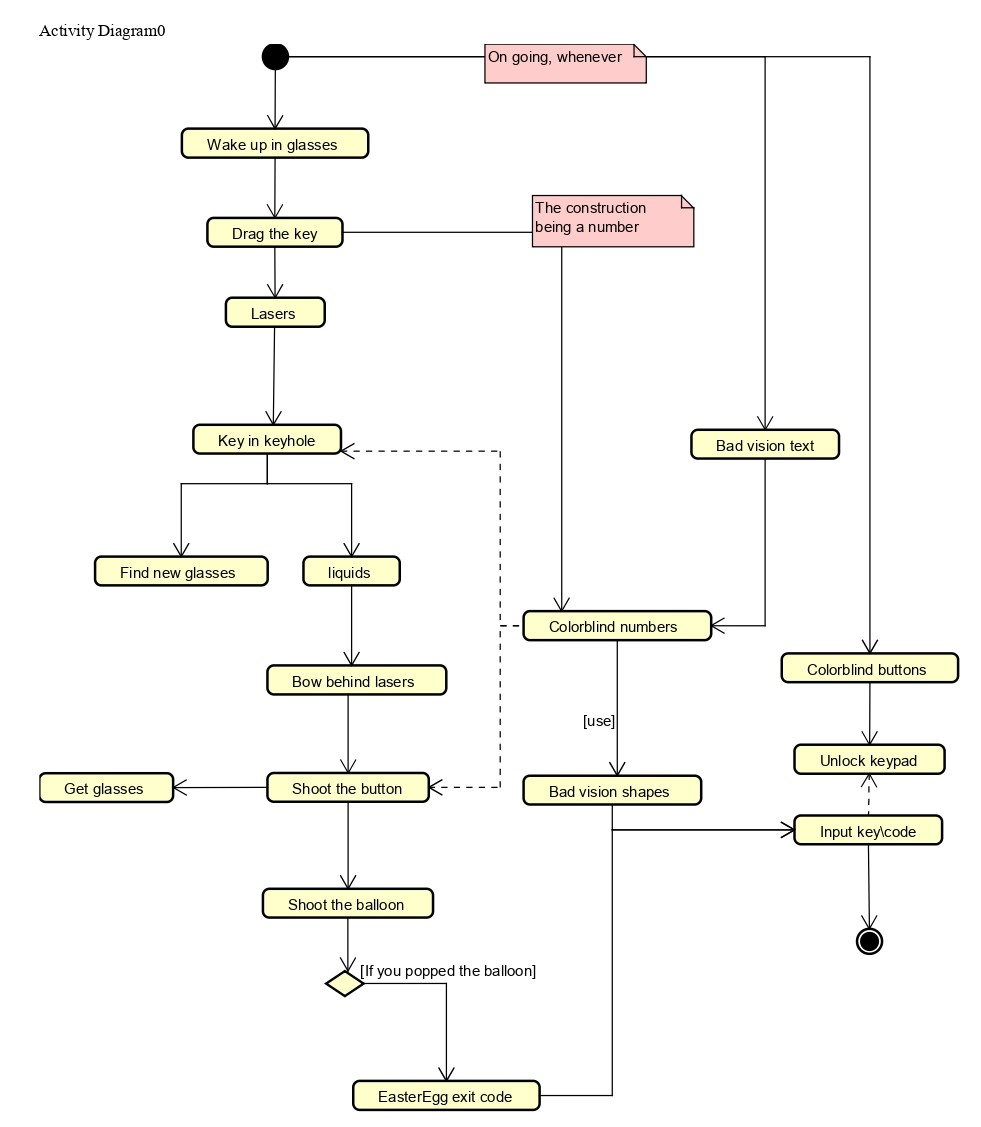 Activity Diagram0
On going, whenever
Wake up in glasses
The construction
being a number
Drag the key
Lasers
Key in keyhole
Bad vision text
Find new glasses
liquids
Colorblind numbers
Colorblind buttons
Bow behind lasers
[use]
Unlock keypad
Get glasses
Shoot the button
Bad vision shapes
Input key\code
Shoot the balloon
[If you popped the balloon]
EasterEgg exit code